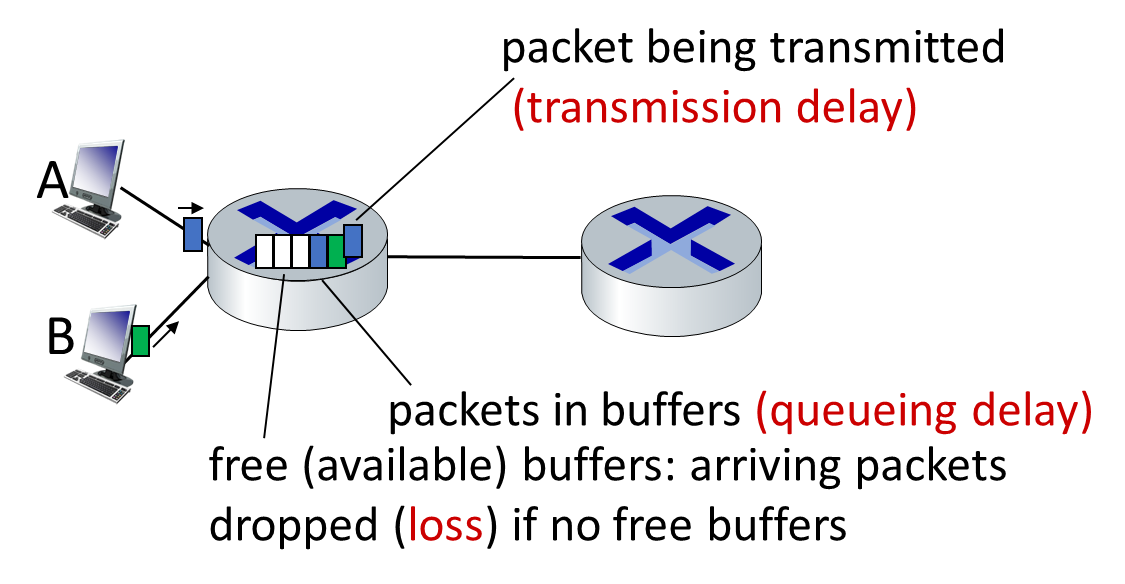 packet being transmitted
(transmission delay)
A
B
packets in buffers (queueing delay)
free (available) buffers: arriving packets
dropped (loss) if no free buffers